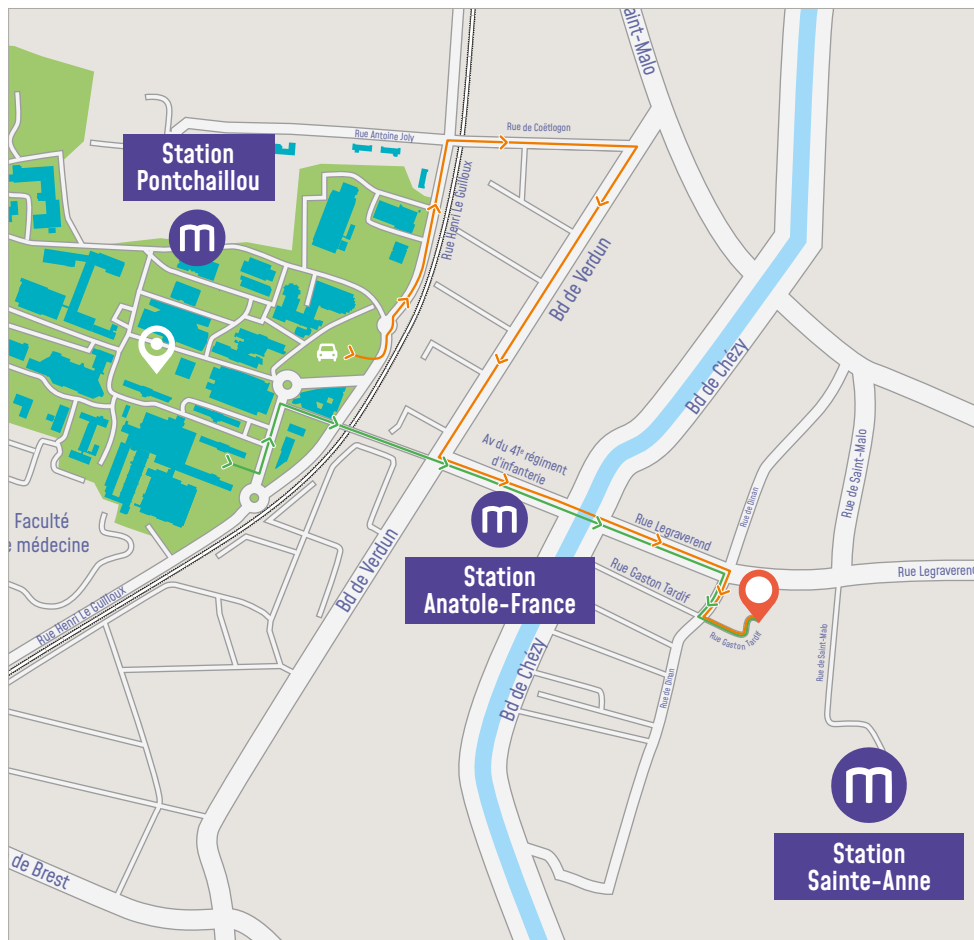 aint-Malo
Rue de Coëtlogon
Rue Antoine Joly
Station
Pontchaillou
m
Rue Henri Le Guilloux
Bd de Verdun
Bd de Chézy
Av du 41e régiment
d'infanterie
Rue de Dinan
Rue de Saint-Malo
m
Rue Legraverend
Faculté
e médecine
Bd de Verdun
Station
Anatole-France
Rue Gaston Tardif
Rue Legraverend
Rue Henri Le Guilloux
Rue Gaston Tardif
Rue de Saint-Malo
Bd de Chézy
Rue de Dinan
m
de Brest
Station
Sainte-Anne